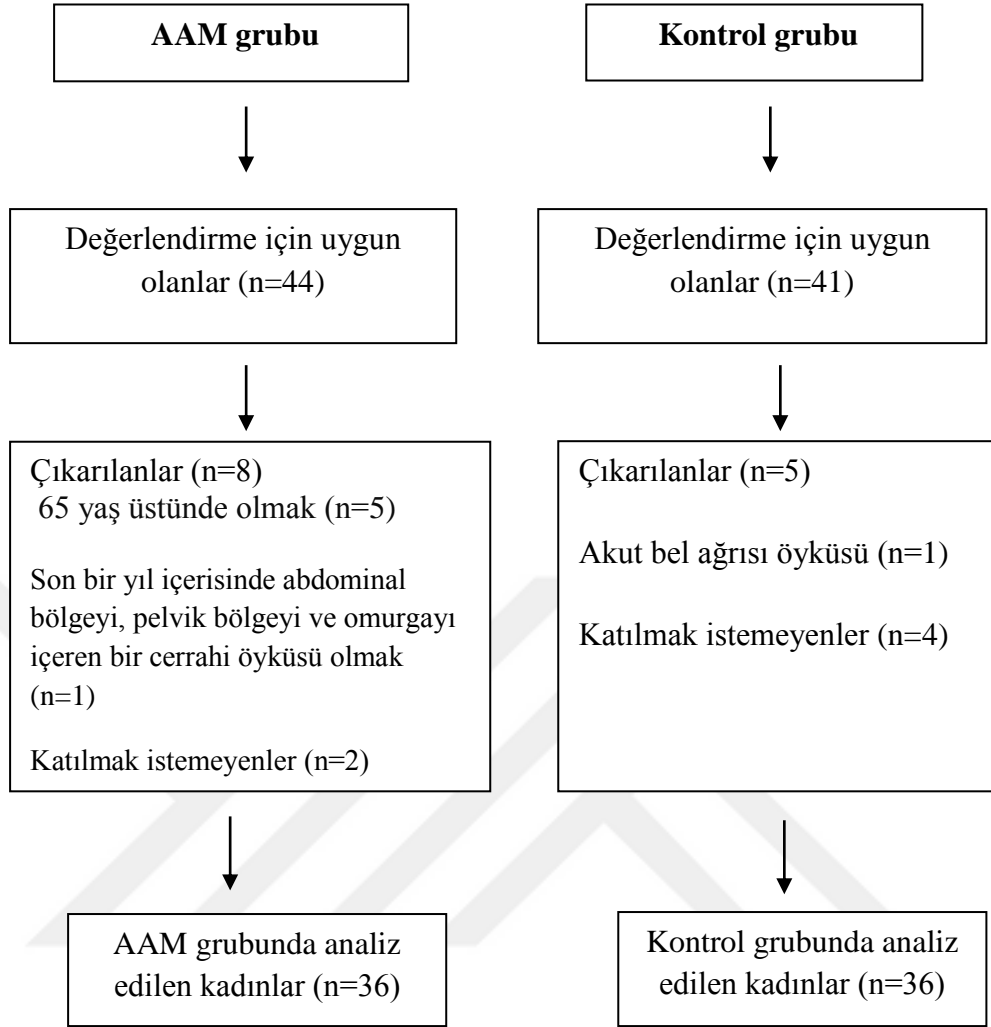 AAM grubu
Kontrol grubu
Değerlendirme için uygun
olanlar (n=44)
Değerlendirme için uygun
olanlar (n=41)
Çıkarılanlar (n=8)
65 yaş üstünde olmak (n=5)
Son bir yıl içerisinde abdominal
bölgeyi, pelvik bölgeyi ve omurgayı
içeren bir cerrahi öyküsü olmak
(n=1)
Katılmak istemeyenler (n=2)
Çıkarılanlar (n=5)
Akut bel ağrısı öyküsü (n=1)
Katılmak istemeyenler (n=4)
AAM grubunda analiz
edilen kadınlar (n=36)
Kontrol grubunda analiz
edilen kadınlar (n=36)